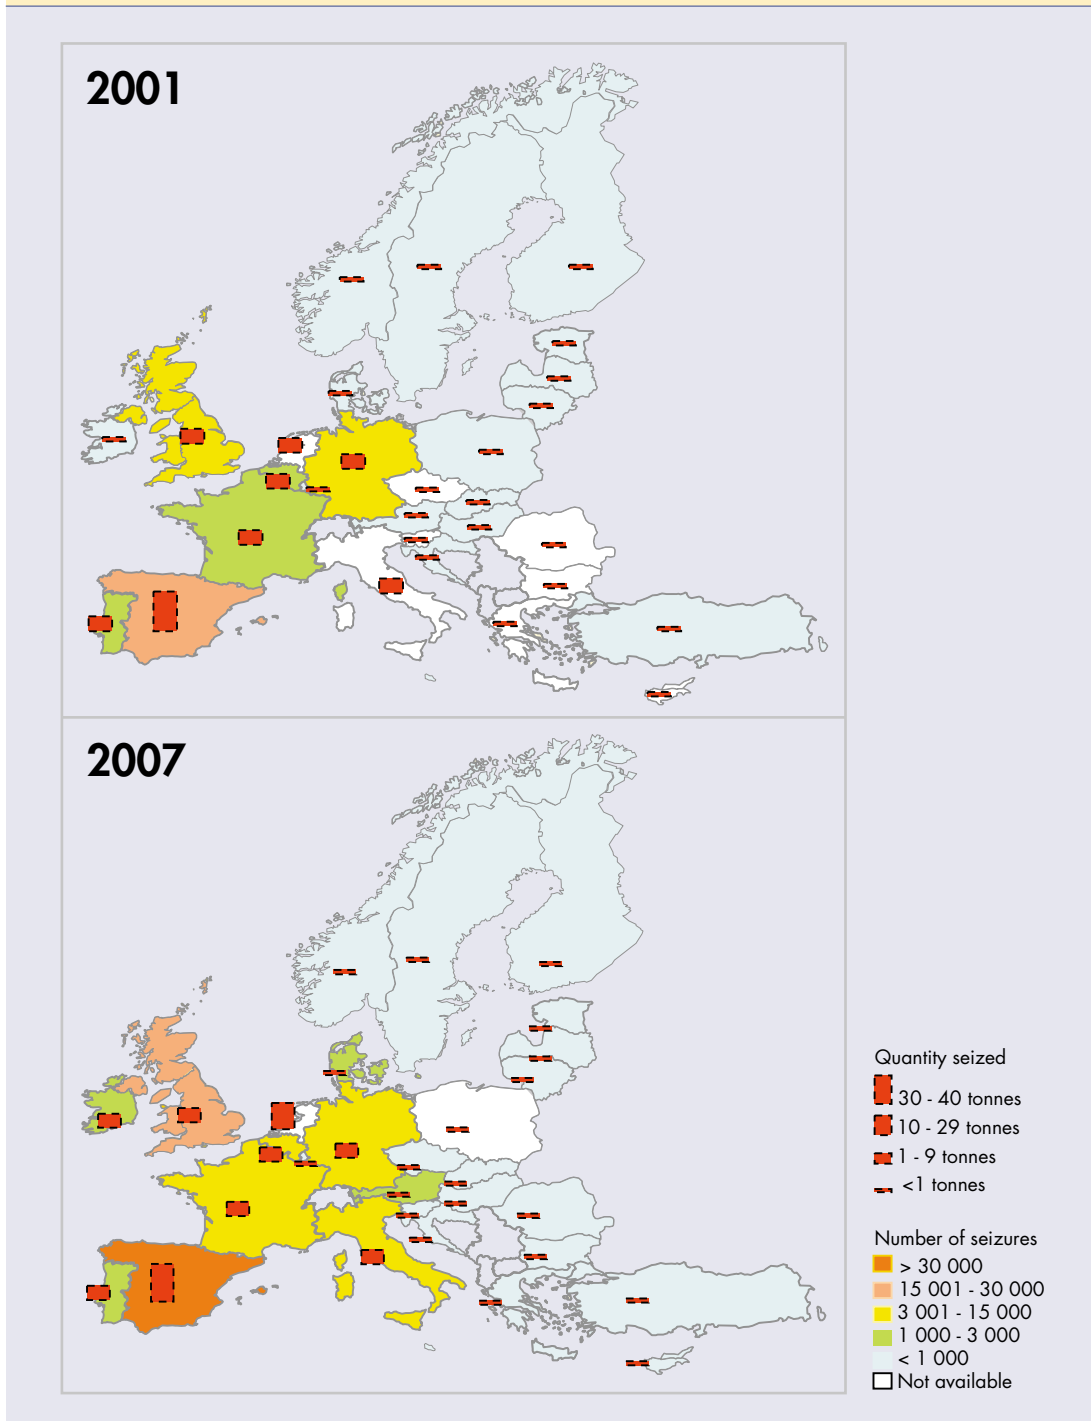 2001
2007
Quantity seized
30 - 40 tonnes
10 - 29 tonnes
1 - 9 tonnes
<1 tonnes
Number of seizures
> 30 000
15 001 - 30 000
3 001 - 15 000
1 000 - 3 000
< 1 000
Not available